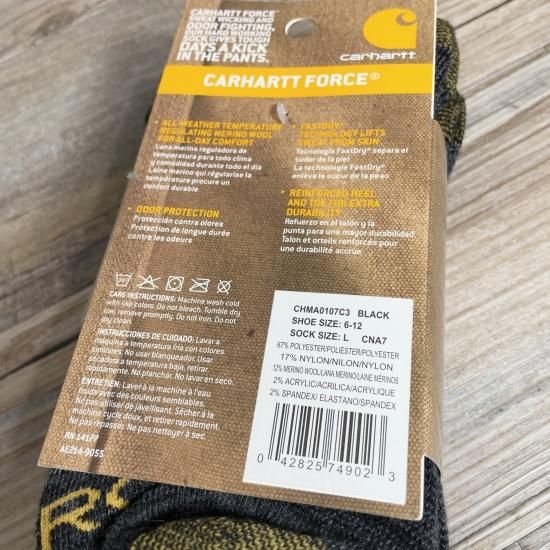 CARHARTT FORCE®
SWEAT WICKING AND
ODOR FIGHTING,
OUR HARD WORKING
SOCK GIVES TOUGH
DAYS A KICK
IN THE PANTS.
carhartt
CARHARTT FORCE®
• ALL-WEATHER TEMPERATURE
REGULATING MERINO WOOL
FOR ALL-DAY COMFORT
Lana merina reguladora de
temperatura para todo clima
y comodidad durante todo el día
Laine merino qui régularise la
température procure un
confort durable
• ODOR PROTECTION
Protección contra olores
• Protection de longue durée
contre les odeurs
• FASTDRY®
TECHNOLOGY LIFTS
SWEAT FROM SKIN
Tecnología FastDry® separa el
sudor de la piel
La technologie FastDry®
enlève la sueur de la peau
• REINFORCED HEEL
AND TOE FOR EXTRA
DURABILITY
Refuerzo en el talón y la
punta para una mayor durabilidad
Talon et orteils renforcés pour
une durabilité accrue
CARE INSTRUCTIONS: Machine wash cold
with like colors. Do not bleach. Tumble dry
low, remove promptly. Do not iron. Do not
dry clean.
INSTRUCCIONES DE CUIDADO: Lavar a
máquina a temperatura fría con colores
similares. No usar blanqueador. Usar
secadora a temperatura baja, retirar
rápidamente. No planchar. No lavar en seco.
ENTRETIEN: Laver à la machine à l'eau
froide avec des couleurs semblables.
Ne pas utiliser de javellisant. Sécher à la
machine cycle doux, et retirer rapidement.
Ne pas repasser. Ne pas nettoyer à sec.
RN 14177
AE214-9055
CHMA0107C3 BLACK
SHOE SIZE: 6-12
SOCK SIZE: L CNA7
67% POLYESTER/POLIÉSTER/POLYESTER
17% NYLON/NILON/NYLON
12% MERINO WOOL/LANA MERINO/LAINE MÉRINOS
2% ACRYLIC/ACRILICA/ACRYLIQUE
2% SPANDEX/ ELASTANO/SPANDEX
0 42825 74902 3